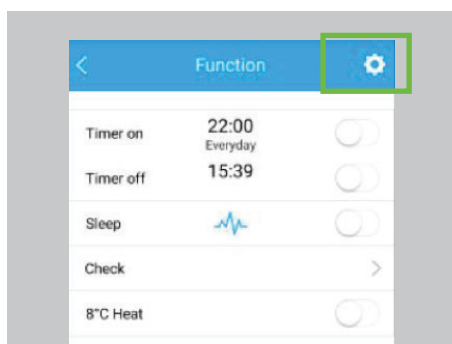 Function
Timer on 22:00
Everyday
Timer off 15:39
Sleep
Check
8°C Heat